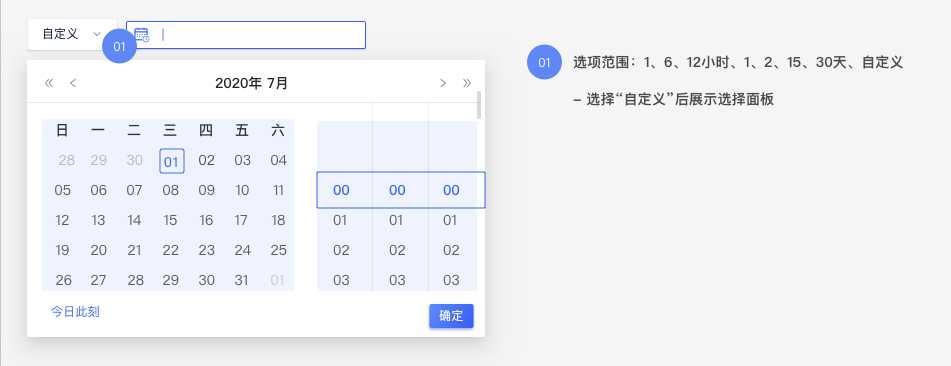 自定义
01
2020年 7月
日 一 二 三 四 五 六
28 29 30 01 02 03 04
05 06 07 08 09 10 11
12 13 14 15 16 17 18
19 20 21 22 23 24 25
26 27 28 29 30 31 01
00 00 00
01 01 01
02 02 02
03 03 03
今日此刻
确定
01 选项范围：1、6、12小时、1、2、15、30天、自定义
- 选择“自定义”后展示选择面板